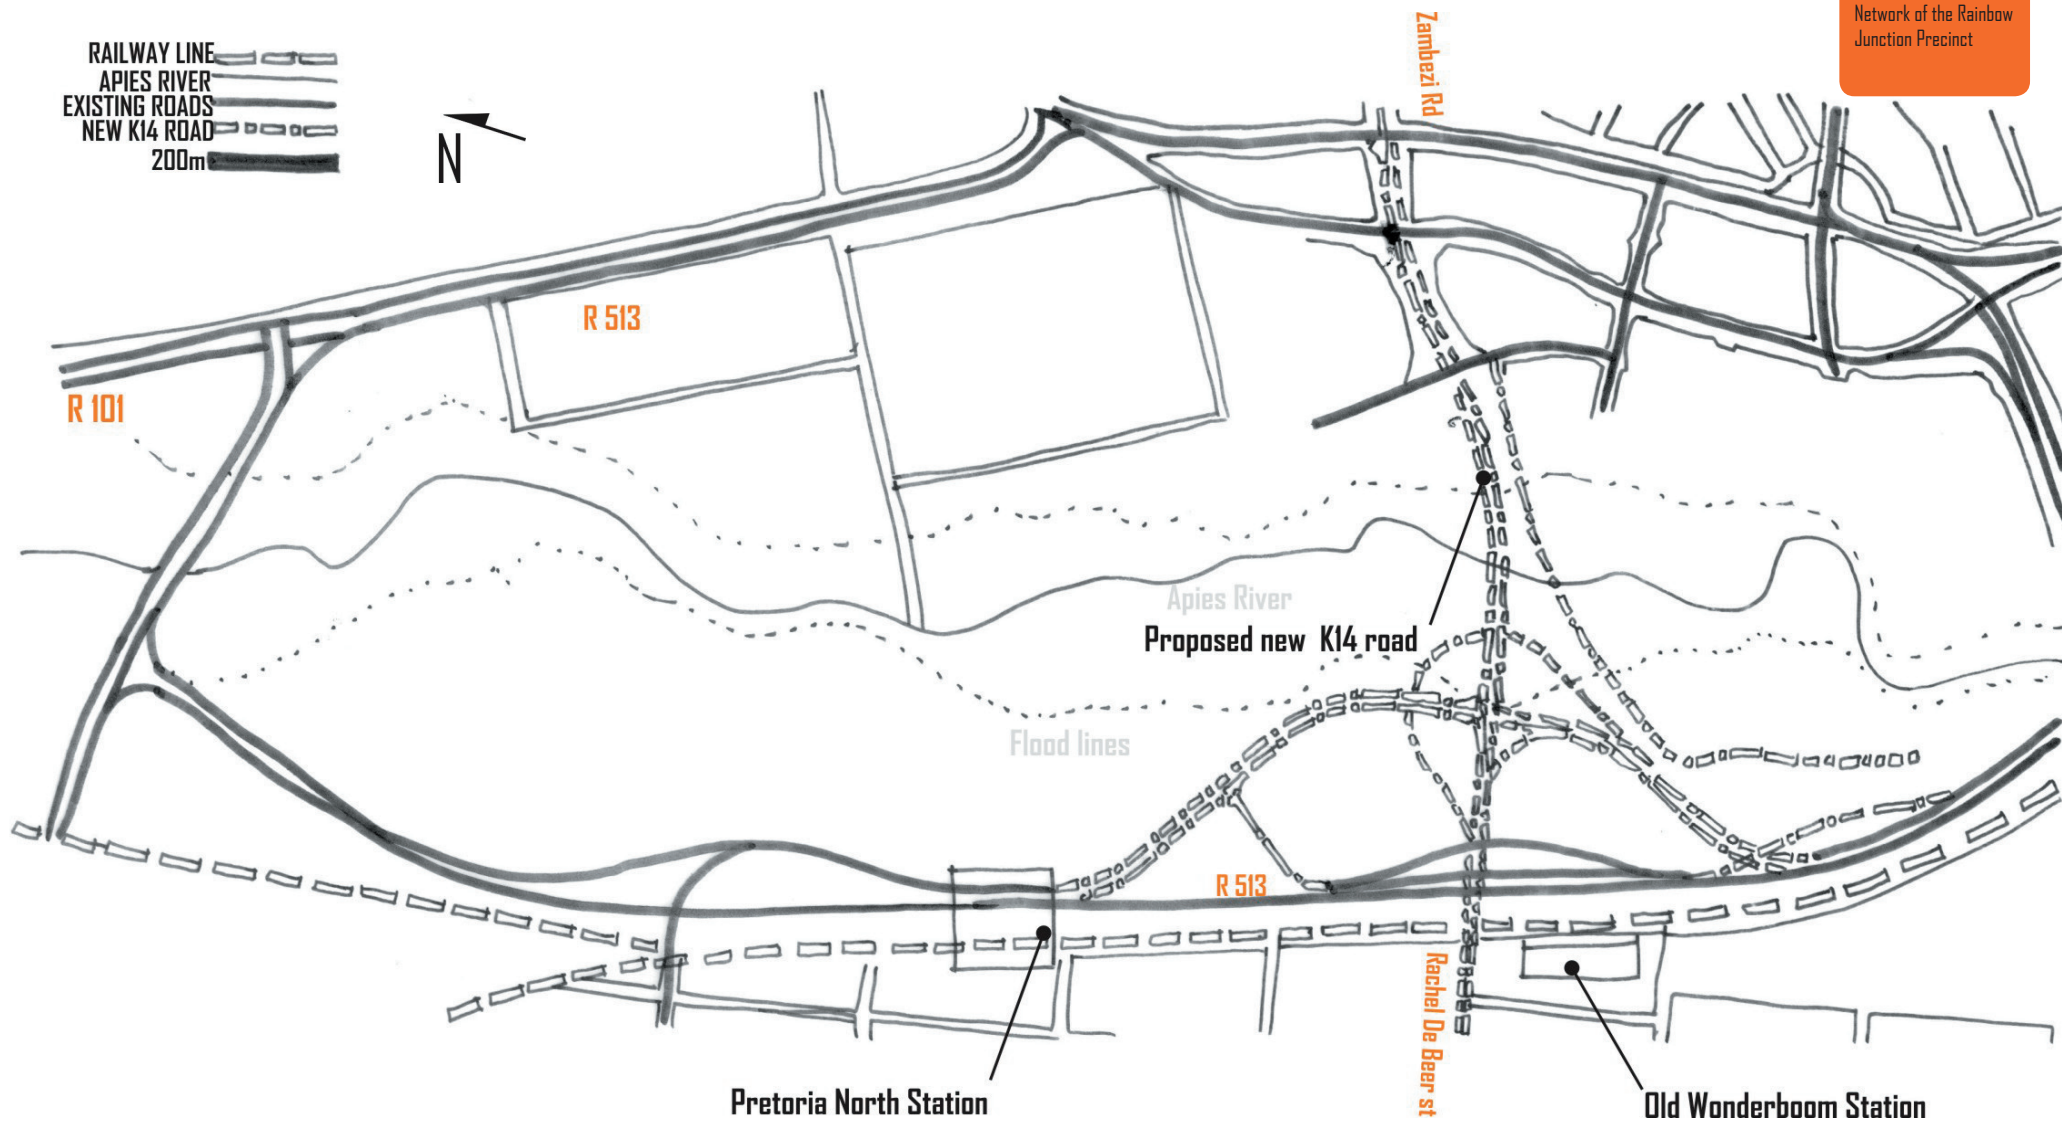 Network of the Rainbow
Junction Precinct
Zambezi Rd
RAILWAY LINE
APIES RIVER
EXISTING ROADS
NEW K14 ROAD
200m
N
R 513
R 101
Apies River
Proposed new K14 road
Flood lines
R 513
Rachel De Beer st
Pretoria North Station
Old Wonderboom Station